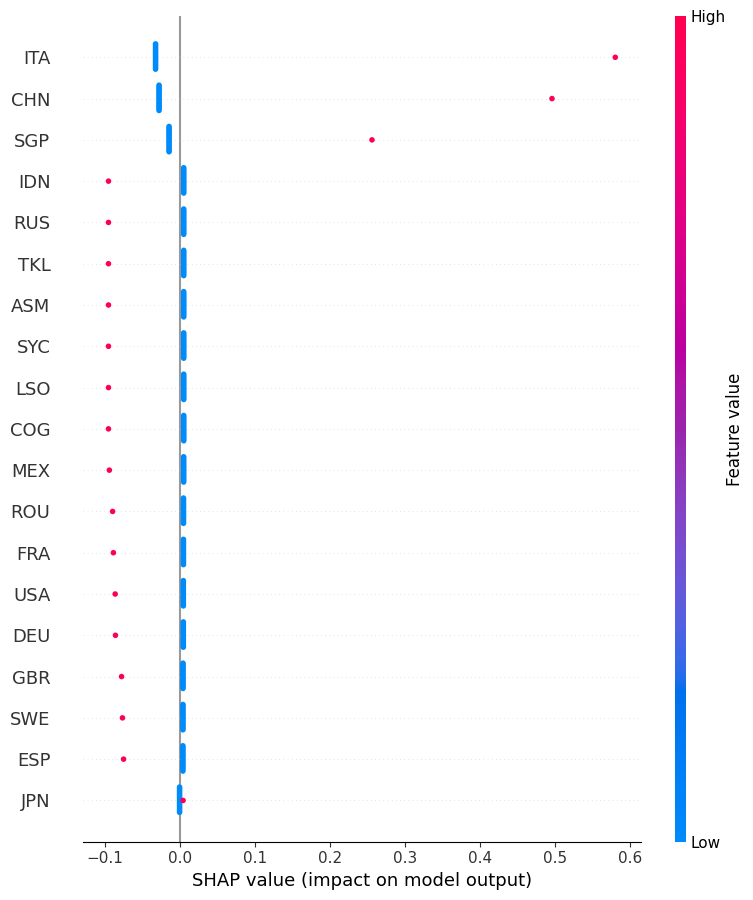 High
ITA
CHN
SGP
IDN
RUS
TKL
ASM
SYC
LSO
COG
MEX
ROU
FRA
USA
DEU
GBR
SWE
ESP
JPN
Feature value
Low
−0.1 0.0 0.1 0.2 0.3 0.4 0.5 0.6
SHAP value (impact on model output)